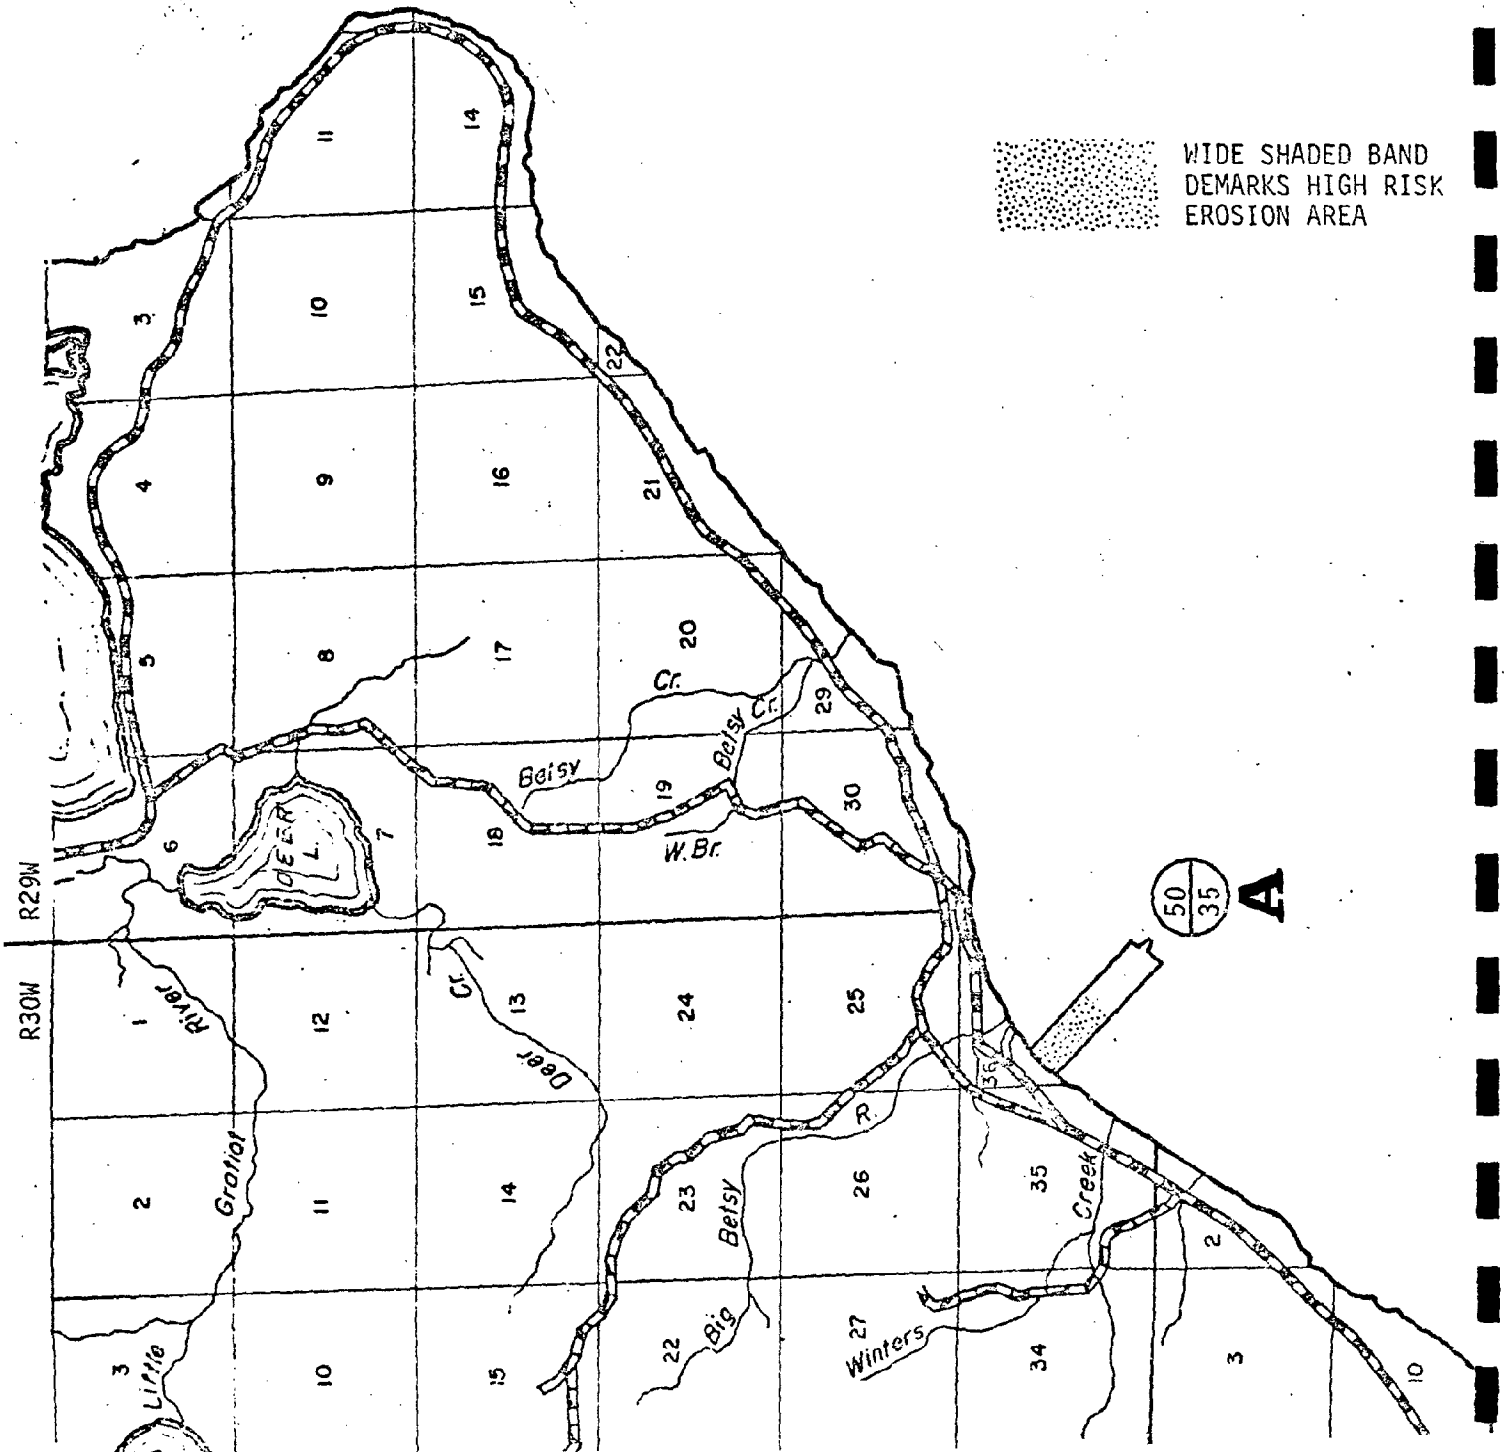 WIDE SHADED BAND
DEMARKS HIGH RISK
EROSION AREA
11
14
3
10
15
22
4
9
16
21
5
8
17
20
29
Cr.
Betsy
Cr.
Betsy
19
30
6
DEER
L.
7
18
W. Br.
R29W
R30W
50
35
A
1
River
12
Cr.
13
Deer
24
25
36
2
Gratiot
11
14
23
Betsy
R
26
35
Creek
2
3
Little
10
15
22
Big
27
Winters
34
3
10